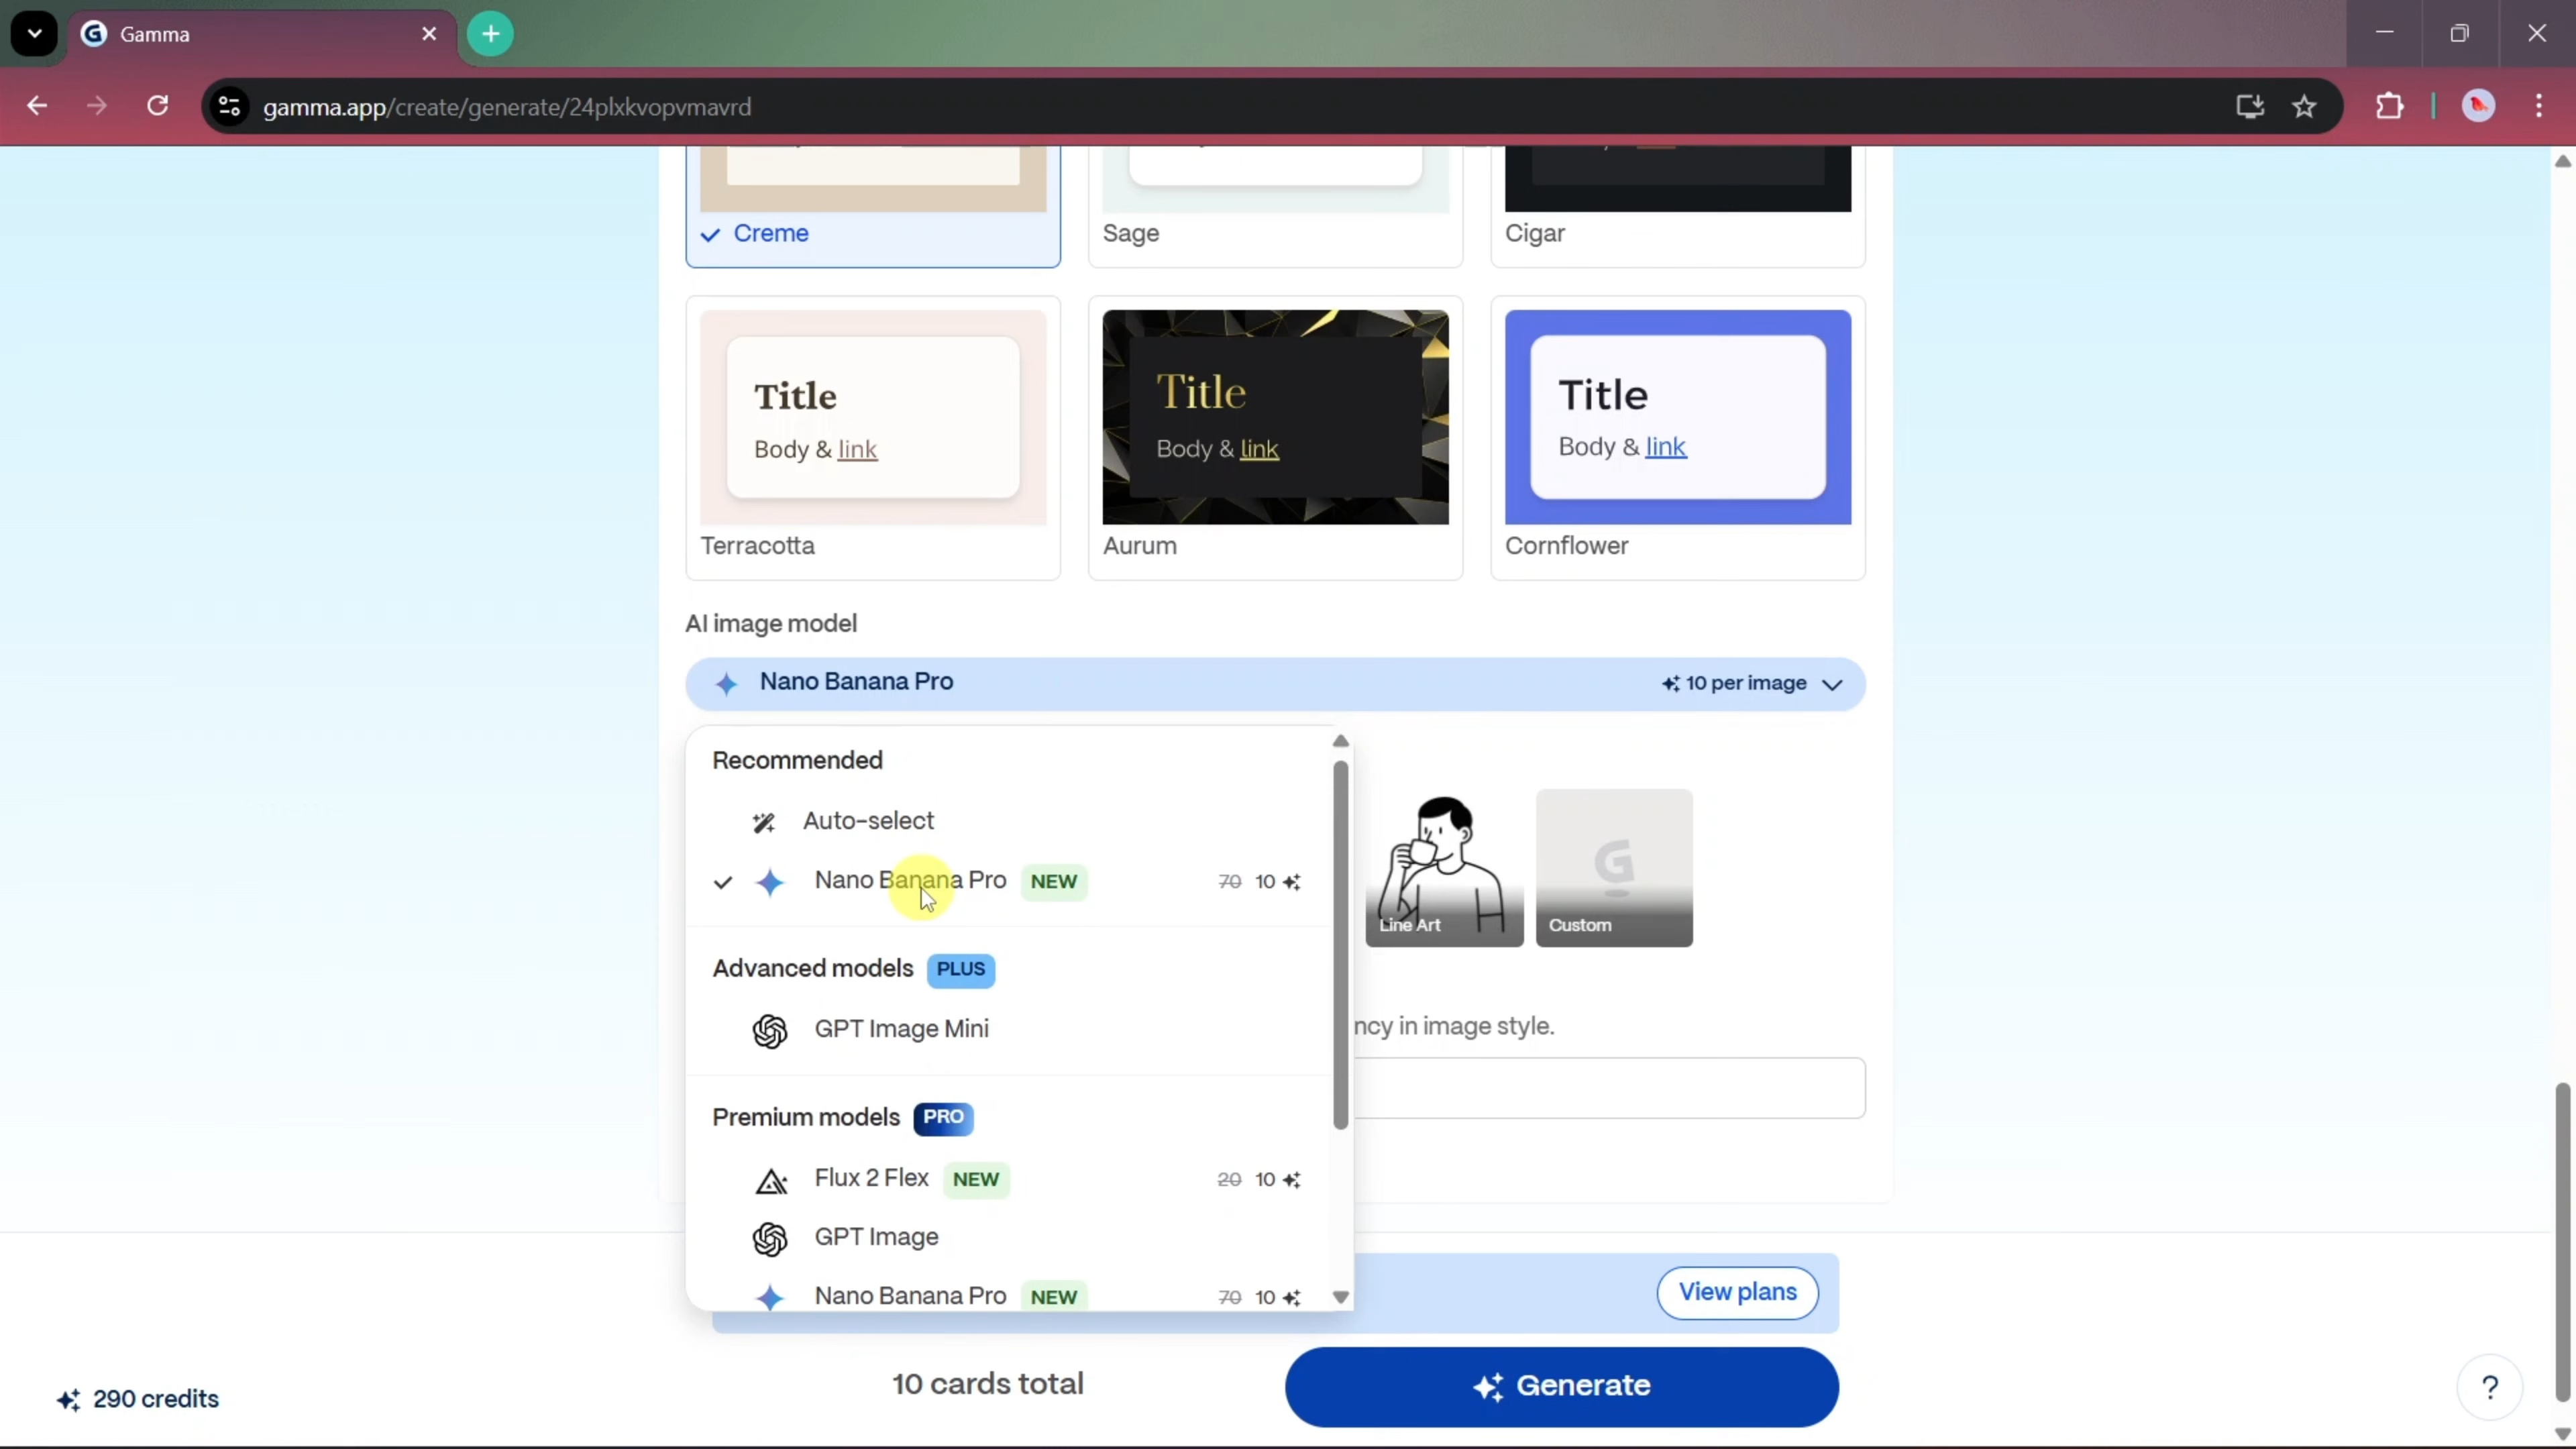 Gamma
gamma.app/create/generate/24plxkvopvmavrd
Creme
Sage
Cigar
Title
Body & link
Terracotta
Title
Body & link
Aurum
Title
Body & link
Cornflower
AI image model
Nano Banana Pro
10 per image
Recommended
Auto-select
Nano Banana Pro NEW 70 10
Advanced models PLUS
GPT Image Mini
Premium models PRO
Flux 2 Flex NEW 20 10
GPT Image
Nano Banana Pro NEW 70 10
Line Art
Custom
ncy in image style.
View plans
290 credits
10 cards total
Generate
?